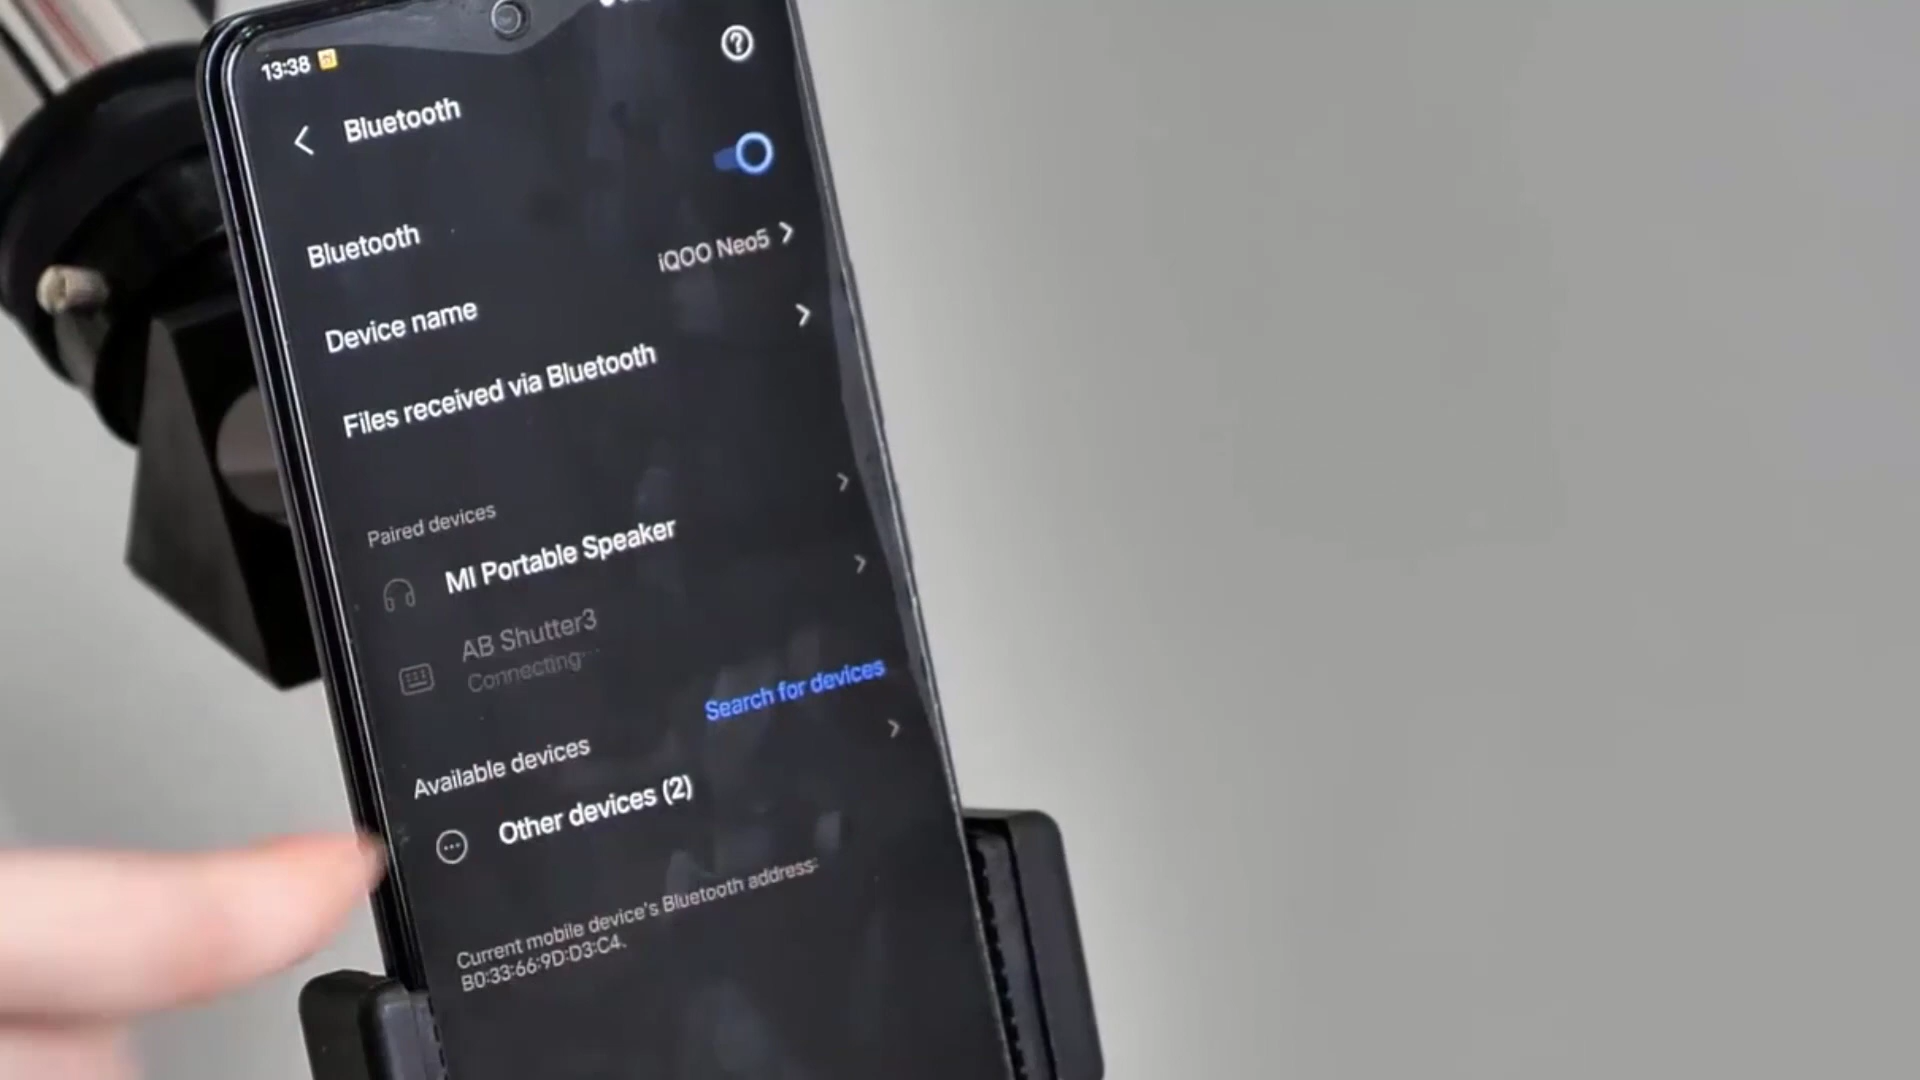 13:38
Bluetooth
Bluetooth
Device name
iQOO Neo5
Files received via Bluetooth
Paired devices
MI Portable Speaker
AB Shutter3
Connecting...
Search for devices
Available devices
Other devices (2)
Current mobile device's Bluetooth address:
B0:33:66:9D:D3:C4.